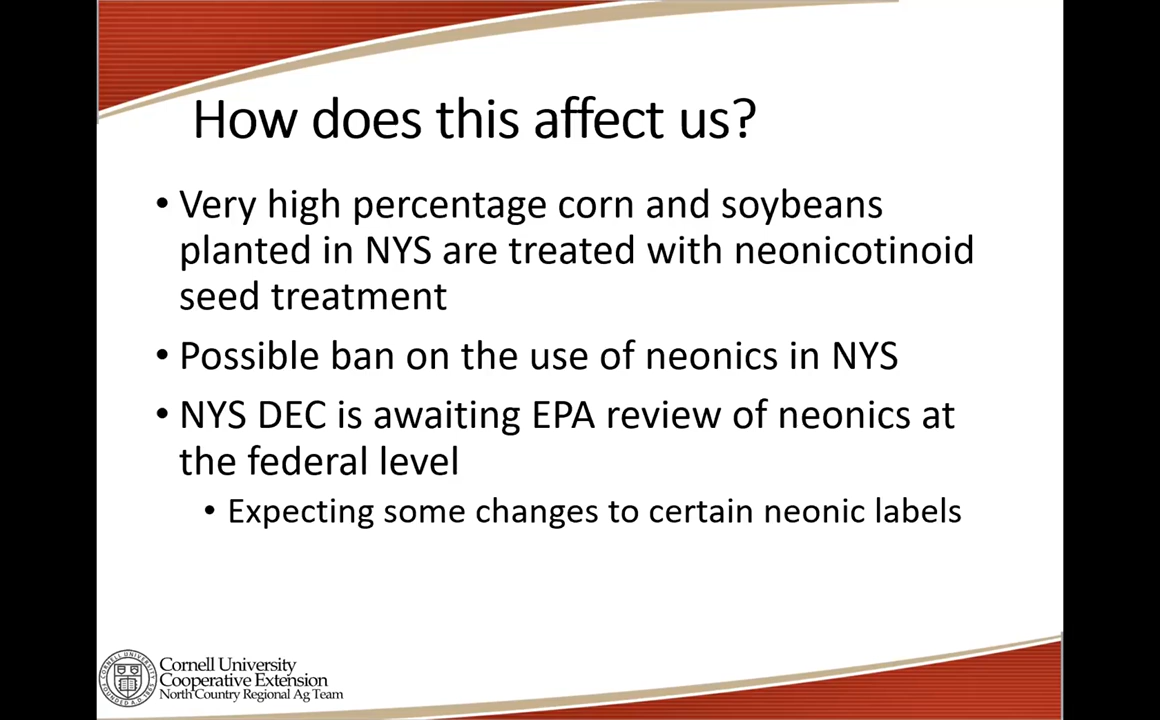 How does this affect us?
• Very high percentage corn and soybeans
planted in NYS are treated with neonicotinoid
seed treatment
• Possible ban on the use of neonics in NYS
• NYS DEC is awaiting EPA review of neonics at
the federal level
• Expecting some changes to certain neonic labels
Cornell University
Cooperative Extension
North Country Regional Ag Team